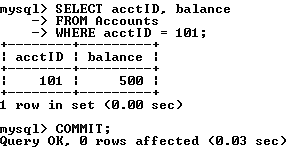 mysql> SELECT acctID, balance
    -> FROM Accounts
    -> WHERE acctID = 101;
+--------+---------+
| acctID | balance |
+--------+---------+
|    101 |     500 |
+--------+---------+
1 row in set (0.00 sec)
mysql> COMMIT;
Query OK, 0 rows affected (0.03 sec)